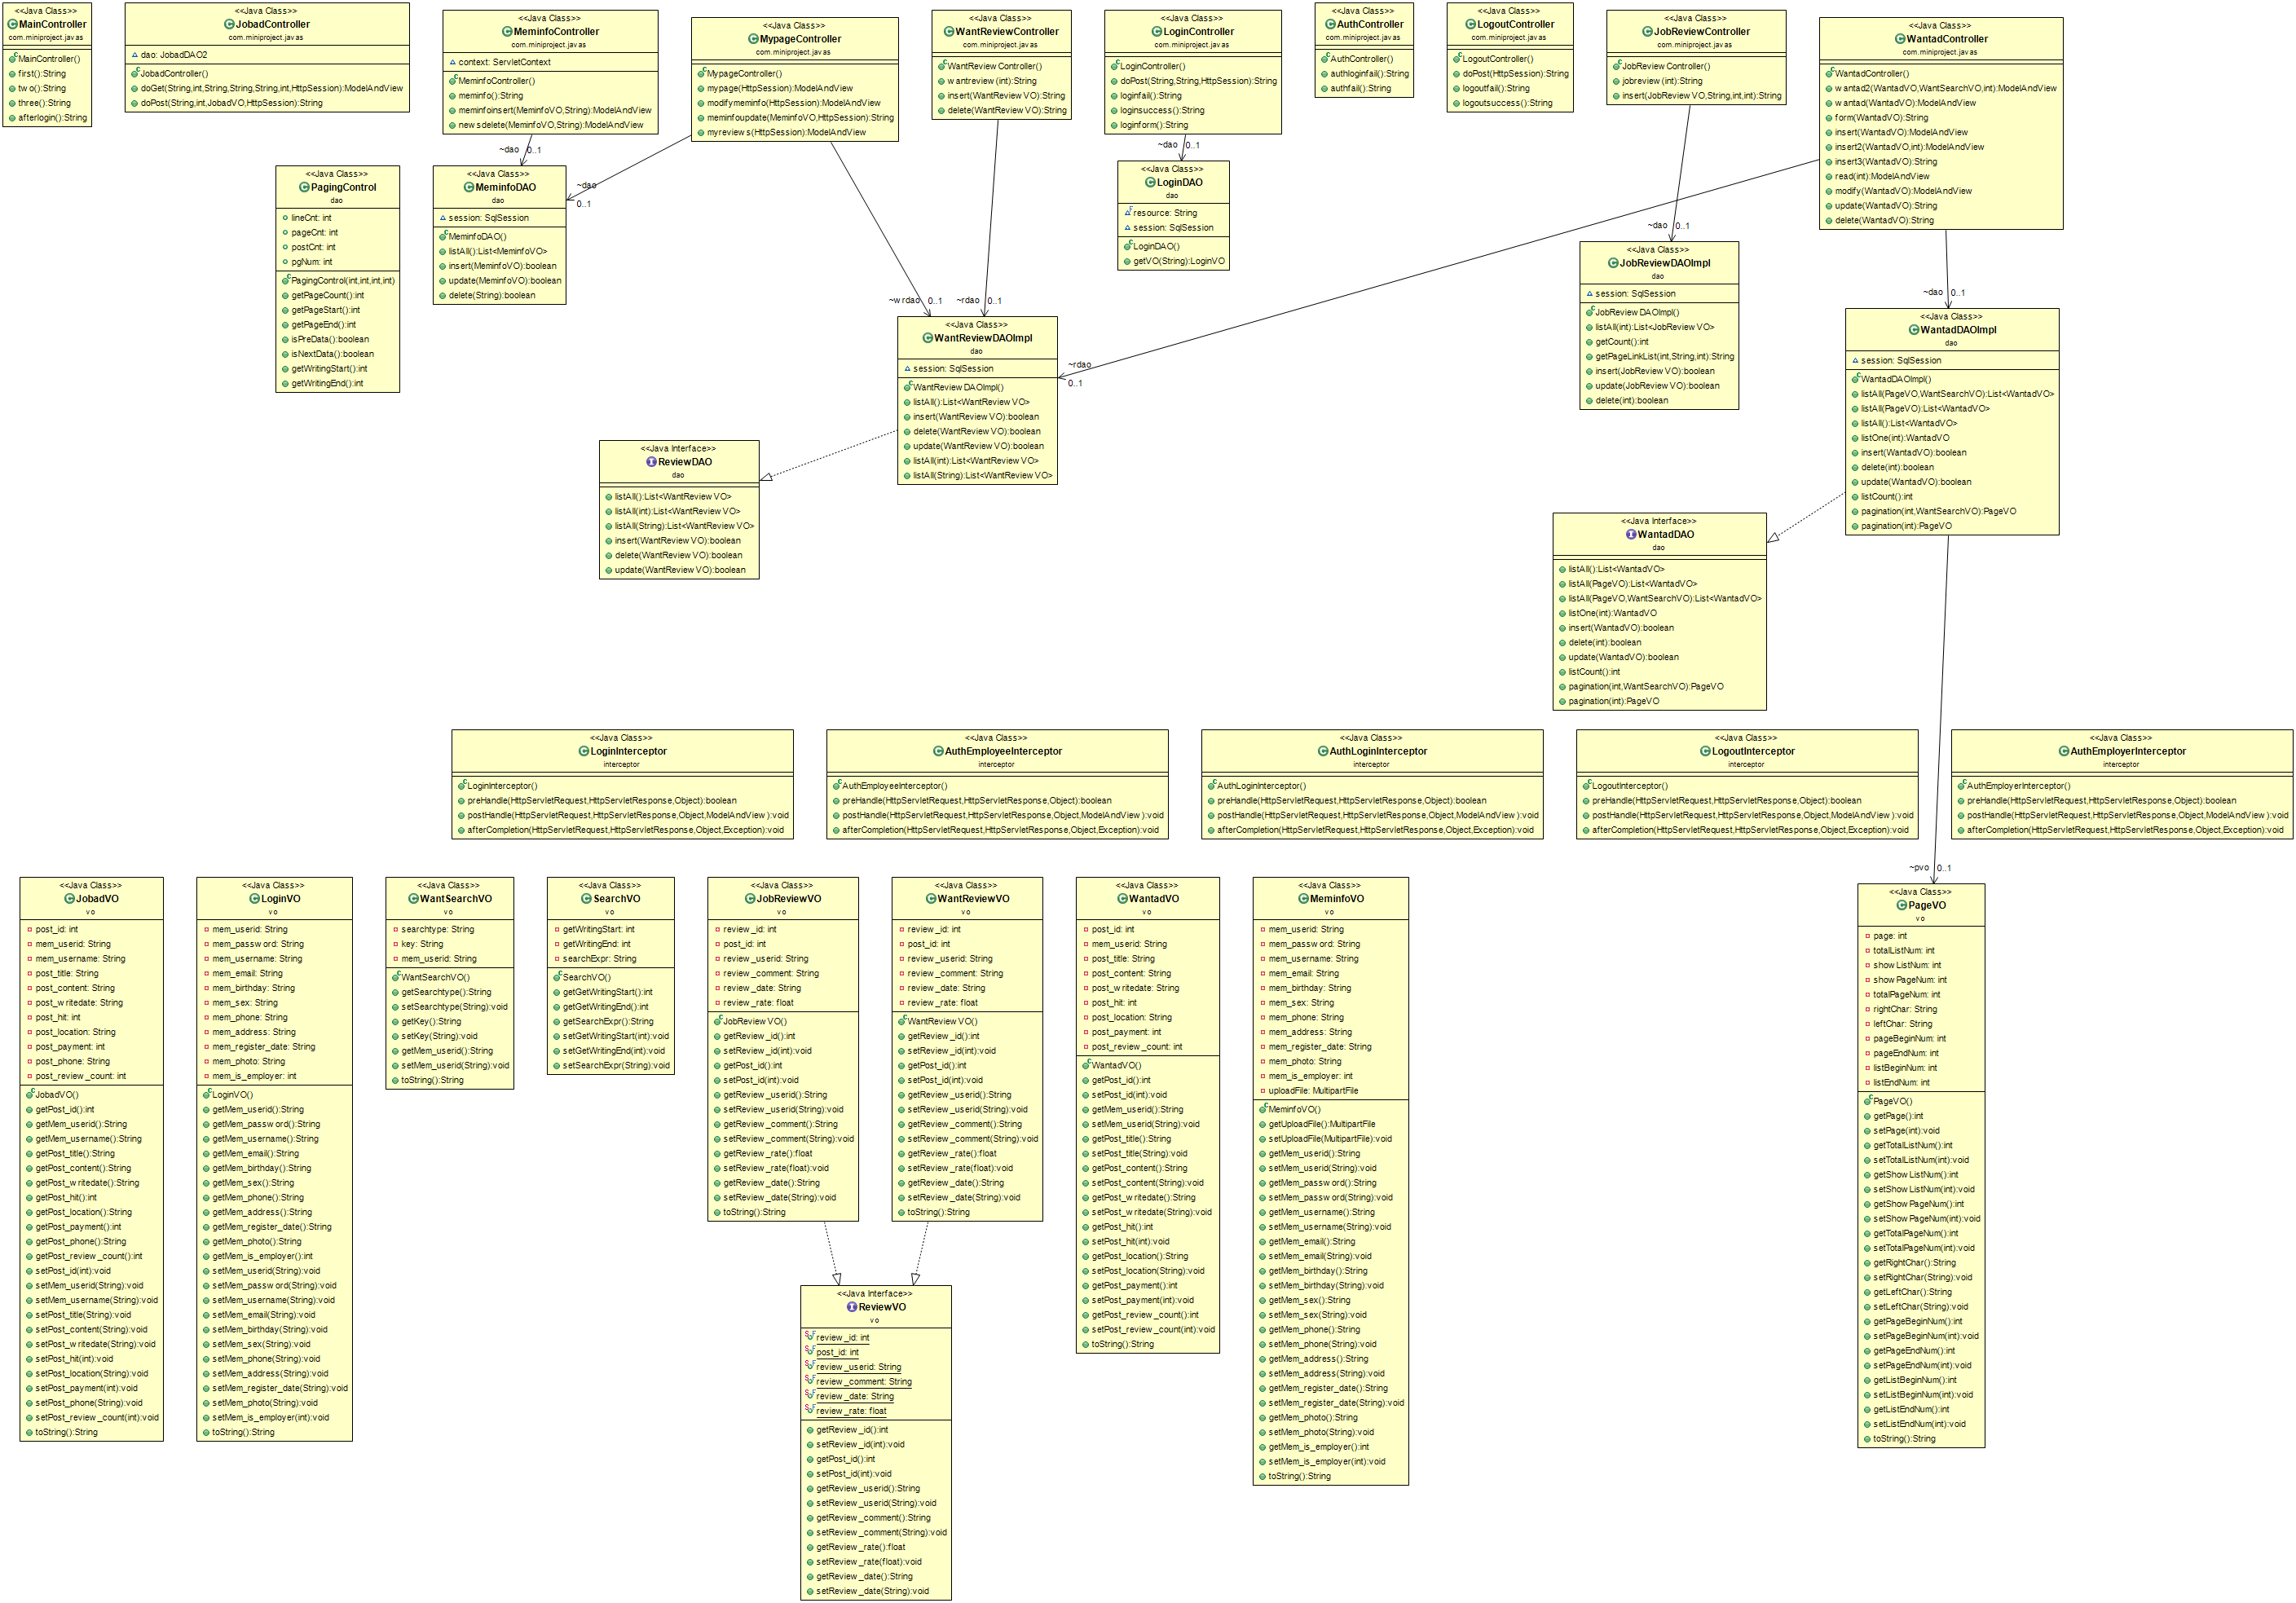 <<Java Class>>
MainController
com.miniproject.javas
MainController()
first():String
two():String
three():String
afterlogin():String
<<Java Class>>
JobadController
com.miniproject.javas
dao: JobadDAO2
JobadController()
doGet(String,int,String,String,String,int,HttpSession):ModelAndView
doPost(String,int,JobadVO,HttpSession):String
<<Java Class>>
MeminfoController
com.miniproject.javas
context: ServletContext
MeminfoController()
meminfo():String
meminfoinsert(MeminfoVO,String):ModelAndView
newsdelete(MeminfoVO,String):ModelAndView
<<Java Class>>
MypageController
com.miniproject.javas
MypageController()
mypage(HttpSession):ModelAndView
modifymeminfo(HttpSession):ModelAndView
meminfoupdate(MeminfoVO,HttpSession):String
myreviews(HttpSession):ModelAndView
<<Java Class>>
WantReviewController
com.miniproject.javas
WantReviewController()
wantreview(int):String
insert(WantReviewVO):String
delete(WantReviewVO):String
<<Java Class>>
LoginController
com.miniproject.javas
LoginController()
doPost(String,String,HttpSession):String
loginfail():String
loginsuccess():String
loginform():String
<<Java Class>>
AuthController
com.miniproject.javas
AuthController()
authloginfail():String
authfail():String
<<Java Class>>
LogoutController
com.miniproject.javas
LogoutController()
doPost(HttpSession):String
logoutfail():String
logoutsuccess():String
<<Java Class>>
JobReviewController
com.miniproject.javas
JobReviewController()
jobreview(int):String
insert(JobReviewVO,String,int,int):String
<<Java Class>>
WantadController
com.miniproject.javas
WantadController()
wantad2(WantadVO,WantSearchVO,int):ModelAndView
wantad(WantadVO):ModelAndView
form(WantadVO):String
insert(WantadVO):ModelAndView
insert2(WantadVO,int):ModelAndView
insert3(WantadVO):String
read(int):ModelAndView
modify(WantadVO):ModelAndView
update(WantadVO):String
delete(WantadVO):String
~dao 0..1
~dao
0..1
~wrdao 0..1
~rdao 0..1
~dao 0..1
~dao 0..1
~rdao
0..1
~dao 0..1
<<Java Class>>
PagingControl
dao
lineCnt: int
pageCnt: int
postCnt: int
pgNum: int
PagingControl(int,int,int,int)
getPageCount():int
getPageStart():int
getPageEnd():int
isPreData():boolean
isNextData():boolean
getWritingStart():int
getWritingEnd():int
<<Java Class>>
MeminfoDAO
dao
session: SqlSession
MeminfoDAO()
listAll():List<MeminfoVO>
insert(MeminfoVO):boolean
update(MeminfoVO):boolean
delete(String):boolean
<<Java Class>>
LoginDAO
dao
resource: String
session: SqlSession
LoginDAO()
getVO(String):LoginVO
<<Java Class>>
JobReviewDAOImpl
dao
session: SqlSession
JobReviewDAOImpl()
listAll(int):List<JobReviewVO>
getCount():int
getPageLinkList(int,String,int):String
insert(JobReviewVO):boolean
update(JobReviewVO):boolean
delete(int):boolean
<<Java Class>>
WantReviewDAOImpl
dao
session: SqlSession
WantReviewDAOImpl()
listAll():List<WantReviewVO>
insert(WantReviewVO):boolean
delete(WantReviewVO):boolean
update(WantReviewVO):boolean
listAll(int):List<WantReviewVO>
listAll(String):List<WantReviewVO>
<<Java Class>>
WantadDAOImpl
dao
session: SqlSession
WantadDAOImpl()
listAll(PageVO,WantSearchVO):List<WantadVO>
listAll(PageVO):List<WantadVO>
listAll():List<WantadVO>
listOne(int):WantadVO
insert(WantadVO):boolean
delete(int):boolean
update(WantadVO):boolean
listCount():int
pagination(int,WantSearchVO):PageVO
pagination(int):PageVO
<<Java Interface>>
ReviewDAO
dao
listAll():List<WantReviewVO>
listAll(int):List<WantReviewVO>
listAll(String):List<WantReviewVO>
insert(WantReviewVO):boolean
delete(WantReviewVO):boolean
update(WantReviewVO):boolean
<<Java Interface>>
WantadDAO
dao
listAll():List<WantadVO>
listAll(PageVO):List<WantadVO>
listAll(PageVO,WantSearchVO):List<WantadVO>
listOne(int):WantadVO
insert(WantadVO):boolean
delete(int):boolean
update(WantadVO):boolean
listCount():int
pagination(int,WantSearchVO):PageVO
pagination(int):PageVO
<<Java Class>>
LoginInterceptor
interceptor
LoginInterceptor()
preHandle(HttpServletRequest,HttpServletResponse,Object):boolean
postHandle(HttpServletRequest,HttpServletResponse,Object,ModelAndView):void
afterCompletion(HttpServletRequest,HttpServletResponse,Object,Exception):void
<<Java Class>>
AuthEmployeeInterceptor
interceptor
AuthEmployeeInterceptor()
preHandle(HttpServletRequest,HttpServletResponse,Object):boolean
postHandle(HttpServletRequest,HttpServletResponse,Object,ModelAndView):void
afterCompletion(HttpServletRequest,HttpServletResponse,Object,Exception):void
<<Java Class>>
AuthLoginInterceptor
interceptor
AuthLoginInterceptor()
preHandle(HttpServletRequest,HttpServletResponse,Object):boolean
postHandle(HttpServletRequest,HttpServletResponse,Object,ModelAndView):void
afterCompletion(HttpServletRequest,HttpServletResponse,Object,Exception):void
<<Java Class>>
LogoutInterceptor
interceptor
LogoutInterceptor()
preHandle(HttpServletRequest,HttpServletResponse,Object):boolean
postHandle(HttpServletRequest,HttpServletResponse,Object,ModelAndView):void
afterCompletion(HttpServletRequest,HttpServletResponse,Object,Exception):void
<<Java Class>>
AuthEmployerInterceptor
interceptor
AuthEmployerInterceptor()
preHandle(HttpServletRequest,HttpServletResponse,Object):boolean
postHandle(HttpServletRequest,HttpServletResponse,Object,ModelAndView):void
afterCompletion(HttpServletRequest,HttpServletResponse,Object,Exception):void
~pvo 0..1
<<Java Class>>
JobadVO
vo
post_id: int
mem_userid: String
mem_username: String
post_title: String
post_content: String
post_writedate: String
post_hit: int
post_location: String
post_payment: int
post_phone: String
post_review_count: int
JobadVO()
getPost_id():int
getMem_userid():String
getMem_username():String
getPost_title():String
getPost_content():String
getPost_writedate():String
getPost_hit():int
getPost_location():String
getPost_payment():int
getPost_phone():String
getPost_review_count():int
setPost_id(int):void
setMem_userid(String):void
setMem_username(String):void
setPost_title(String):void
setPost_content(String):void
setPost_writedate(String):void
setPost_hit(int):void
setPost_location(String):void
setPost_payment(int):void
setPost_phone(String):void
setPost_review_count(int):void
toString():String
<<Java Class>>
LoginVO
vo
mem_userid: String
mem_password: String
mem_username: String
mem_email: String
mem_birthday: String
mem_sex: String
mem_phone: String
mem_address: String
mem_register_date: String
mem_photo: String
mem_is_employer: int
LoginVO()
getMem_userid():String
getMem_password():String
getMem_username():String
getMem_email():String
getMem_birthday():String
getMem_sex():String
getMem_phone():String
getMem_address():String
getMem_register_date():String
getMem_photo():String
getMem_is_employer():int
setMem_userid(String):void
setMem_password(String):void
setMem_username(String):void
setMem_email(String):void
setMem_birthday(String):void
setMem_sex(String):void
setMem_phone(String):void
setMem_address(String):void
setMem_register_date(String):void
setMem_photo(String):void
setMem_is_employer(int):void
toString():String
<<Java Class>>
WantSearchVO
vo
searchtype: String
key: String
mem_userid: String
WantSearchVO()
getSearchtype():String
setSearchtype(String):void
getKey():String
setKey(String):void
getMem_userid():String
setMem_userid(String):void
toString():String
<<Java Class>>
SearchVO
vo
getWritingStart: int
getWritingEnd: int
searchExpr: String
SearchVO()
getGetWritingStart():int
getGetWritingEnd():int
getSearchExpr():String
setGetWritingStart(int):void
setGetWritingEnd(int):void
setSearchExpr(String):void
<<Java Class>>
JobReviewVO
vo
review_id: int
post_id: int
review_userid: String
review_comment: String
review_date: String
review_rate: float
JobReviewVO()
getReview_id():int
setReview_id(int):void
getPost_id():int
setPost_id(int):void
getReview_userid():String
setReview_userid(String):void
getReview_comment():String
setReview_comment(String):void
getReview_rate():float
setReview_rate(float):void
getReview_date():String
setReview_date(String):void
toString():String
<<Java Class>>
WantReviewVO
vo
review_id: int
post_id: int
review_userid: String
review_comment: String
review_date: String
review_rate: float
WantReviewVO()
getReview_id():int
setReview_id(int):void
getPost_id():int
setPost_id(int):void
getReview_userid():String
setReview_userid(String):void
getReview_comment():String
setReview_comment(String):void
getReview_rate():float
setReview_rate(float):void
getReview_date():String
setReview_date(String):void
toString():String
<<Java Class>>
WantadVO
vo
post_id: int
mem_userid: String
post_title: String
post_content: String
post_writedate: String
post_hit: int
post_location: String
post_payment: int
post_review_count: int
WantadVO()
getPost_id():int
setPost_id(int):void
getMem_userid():String
setMem_userid(String):void
getPost_title():String
setPost_title(String):void
getPost_content():String
setPost_content(String):void
getPost_writedate():String
setPost_writedate(String):void
getPost_hit():int
setPost_hit(int):void
getPost_location():String
setPost_location(String):void
getPost_payment():int
setPost_payment(int):void
getPost_review_count():int
setPost_review_count(int):void
toString():String
<<Java Class>>
MeminfoVO
vo
mem_userid: String
mem_password: String
mem_username: String
mem_email: String
mem_birthday: String
mem_sex: String
mem_phone: String
mem_address: String
mem_register_date: String
mem_photo: String
mem_is_employer: int
uploadFile: MultipartFile
MeminfoVO()
getUploadFile():MultipartFile
setUploadFile(MultipartFile):void
getMem_userid():String
setMem_userid(String):void
getMem_password():String
setMem_password(String):void
getMem_username():String
setMem_username(String):void
getMem_email():String
setMem_email(String):void
getMem_birthday():String
setMem_birthday(String):void
getMem_sex():String
setMem_sex(String):void
getMem_phone():String
setMem_phone(String):void
getMem_address():String
setMem_address(String):void
getMem_register_date():String
setMem_register_date(String):void
getMem_photo():String
setMem_photo(String):void
getMem_is_employer():int
setMem_is_employer(int):void
toString():String
<<Java Class>>
PageVO
vo
page: int
totalListNum: int
showListNum: int
showPageNum: int
totalPageNum: int
rightChar: String
leftChar: String
pageBeginNum: int
pageEndNum: int
listBeginNum: int
listEndNum: int
PageVO()
getPage():int
setPage(int):void
getTotalListNum():int
setTotalListNum(int):void
getShowListNum():int
setShowListNum(int):void
getShowPageNum():int
setShowPageNum(int):void
getTotalPageNum():int
setTotalPageNum(int):void
getRightChar():String
setRightChar(String):void
getLeftChar():String
setLeftChar(String):void
getPageBeginNum():int
setPageBeginNum(int):void
getPageEndNum():int
setPageEndNum(int):void
getListBeginNum():int
setListBeginNum(int):void
getListEndNum():int
setListEndNum(int):void
toString():String
<<Java Interface>>
ReviewVO
vo
review_id: int
post_id: int
review_userid: String
review_comment: String
review_date: String
review_rate: float
getReview_id():int
setReview_id(int):void
getPost_id():int
setPost_id(int):void
getReview_userid():String
setReview_userid(String):void
getReview_comment():String
setReview_comment(String):void
getReview_rate():float
setReview_rate(float):void
getReview_date():String
setReview_date(String):void